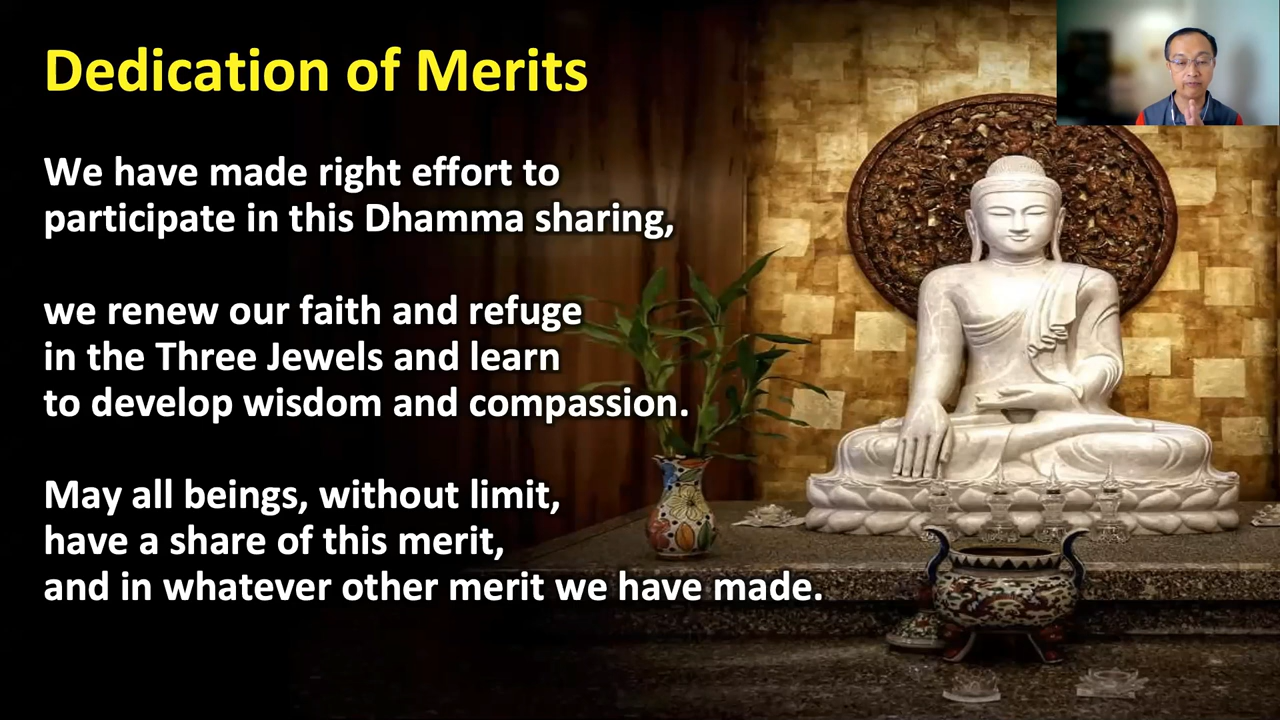 Dedication of Merits
We have made right effort to
participate in this Dhamma sharing,
we renew our faith and refuge
in the Three Jewels and learn
to develop wisdom and compassion.
May all beings, without limit,
have a share of this merit,
and in whatever other merit we have made.